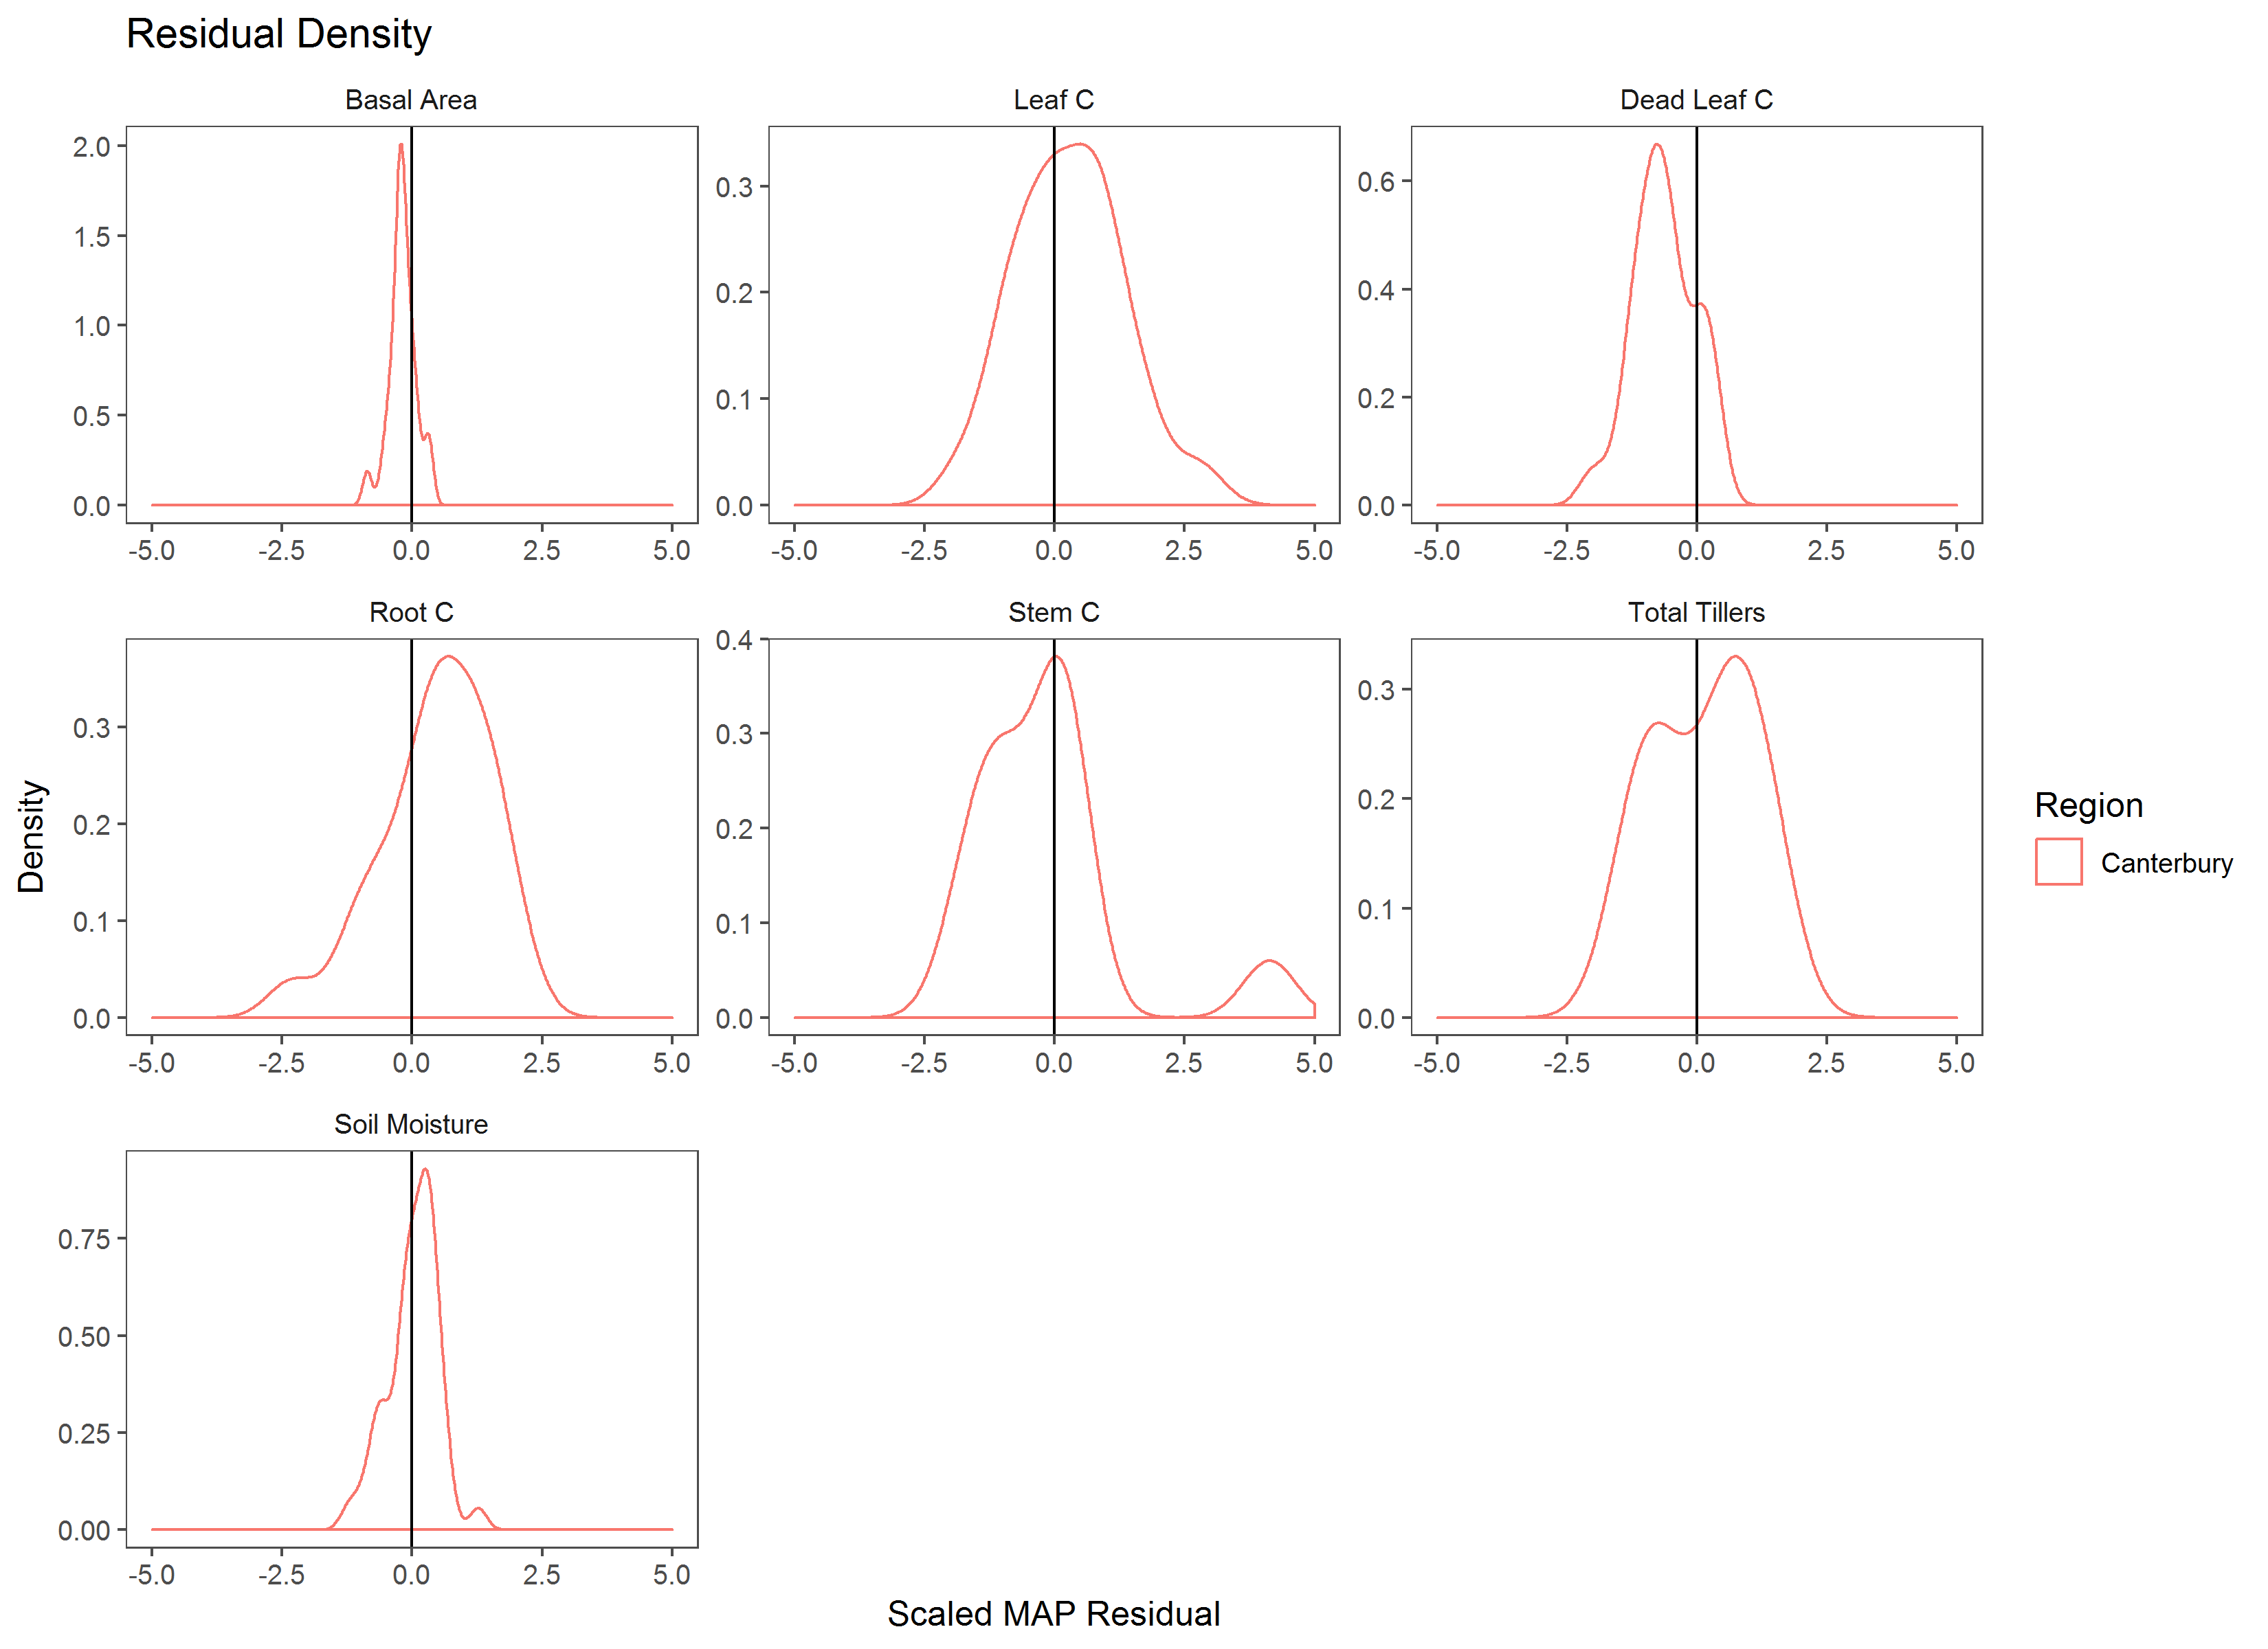 Residual Density
Basal Area
Leaf C
Dead Leaf C
2.0
1.5
1.0
0.5
0.0
0.3
0.2
0.1
0.0
0.6
0.4
0.2
0.0
-5.0 -2.5 0.0 2.5 5.0
-5.0 -2.5 0.0 2.5 5.0
-5.0 -2.5 0.0 2.5 5.0
Root C
Stem C
Total Tillers
0.3
0.2
0.1
0.0
0.4
0.3
0.2
0.1
0.0
0.3
0.2
0.1
0.0
-5.0 -2.5 0.0 2.5 5.0
-5.0 -2.5 0.0 2.5 5.0
-5.0 -2.5 0.0 2.5 5.0
Soil Moisture
0.75
0.50
0.25
0.00
-5.0 -2.5 0.0 2.5 5.0
Density
Scaled MAP Residual
Region
Canterbury